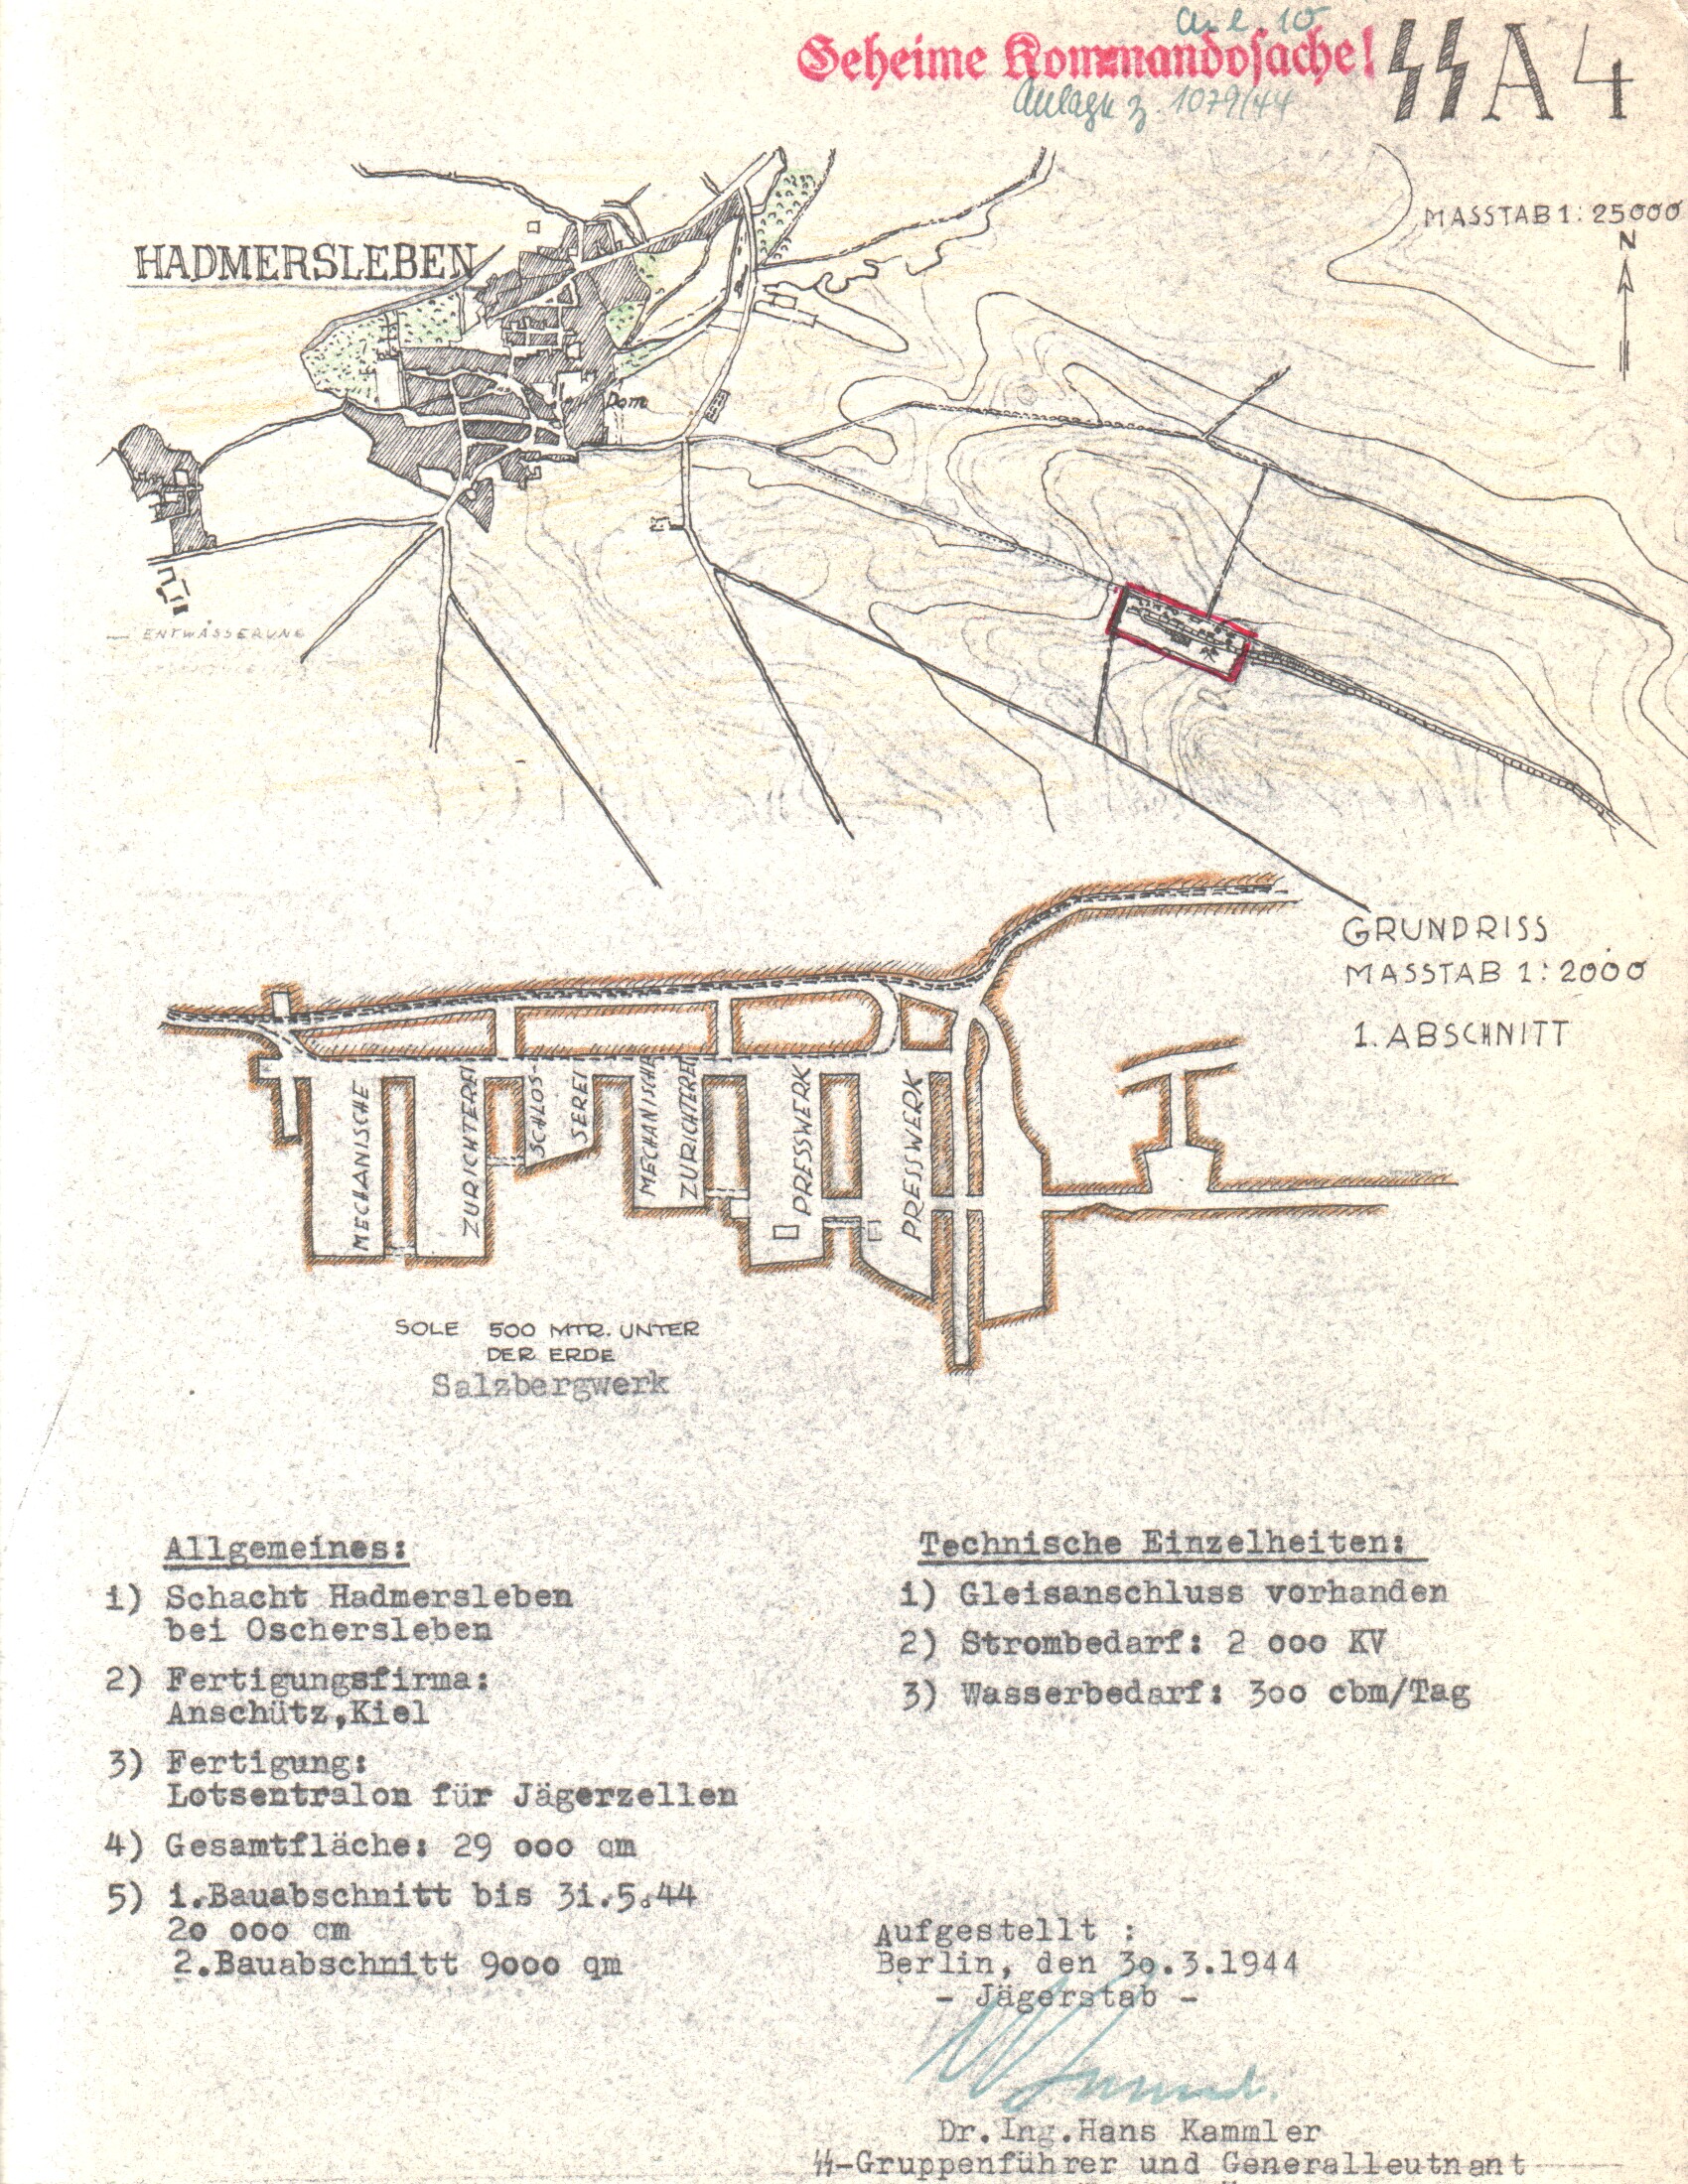 Anl. 10
Geheime Kommandosache!
Anlage z. 1079/44
SS A4
MASSTAB 1:25000
N
HADMERSLEBEN
Dom
ENTWÄSSERUNG
GRUNDRISS
MASSTAB 1:2000
1. ABSCHNITT
MECHANISCHE
ZURICHTEREI
SCHLOS-
SEREI
MECHANISCHE
ZURICHTEREI
PRESSWERK
PRESSWERK
SOLE 500 MTR. UNTER
DER ERDE
Salzbergwerk
Allgemeines:
1) Schacht Hadmersleben
bei Oschersleben
2) Fertigungsfirma:
Anschütz,Kiel
3) Fertigung:
Lotsentralon für Jägerzellen
4) Gesamtfläche: 29 000 qm
5) 1.Bauabschnitt bis 31.5.44
20 000 qm
2.Bauabschnitt 9000 qm
Technische Einzelheiten:
1) Gleisanschluss vorhanden
2) Strombedarf: 2 000 KV
3) Wasserbedarf: 300 cbm/Tag
Aufgestellt :
Berlin, den 30.3.1944
- Jägerstab -
Dr.Ing.Hans Kammler
SS-Gruppenführer und Generalleutnant